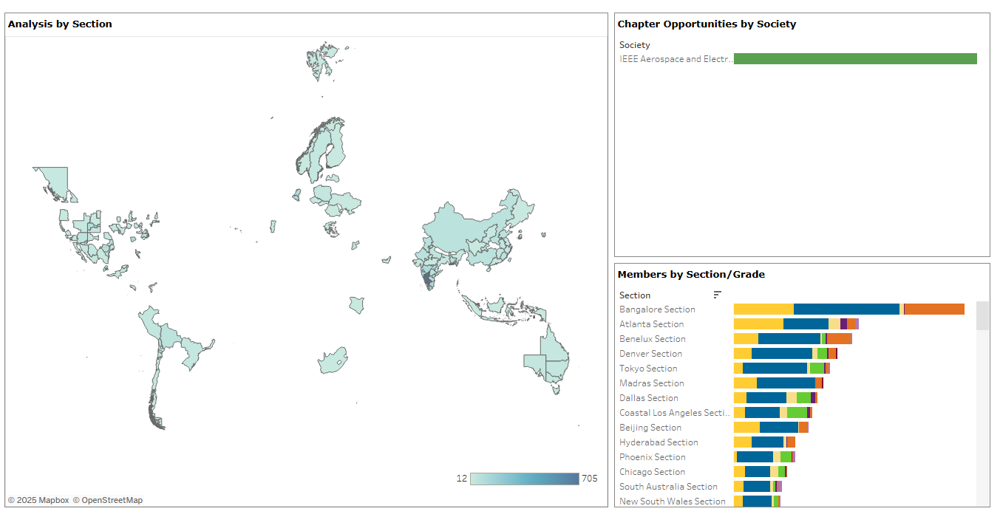 Analysis by Section
12
705
© 2025 Mapbox © OpenStreetMap
Chapter Opportunities by Society
Society
IEEE Aerospace and Electr..
Members by Section/Grade
Section
Bangalore Section
Atlanta Section
Benelux Section
Denver Section
Tokyo Section
Madras Section
Dallas Section
Coastal Los Angeles Secti..
Beijing Section
Hyderabad Section
Phoenix Section
Chicago Section
South Australia Section
New South Wales Section